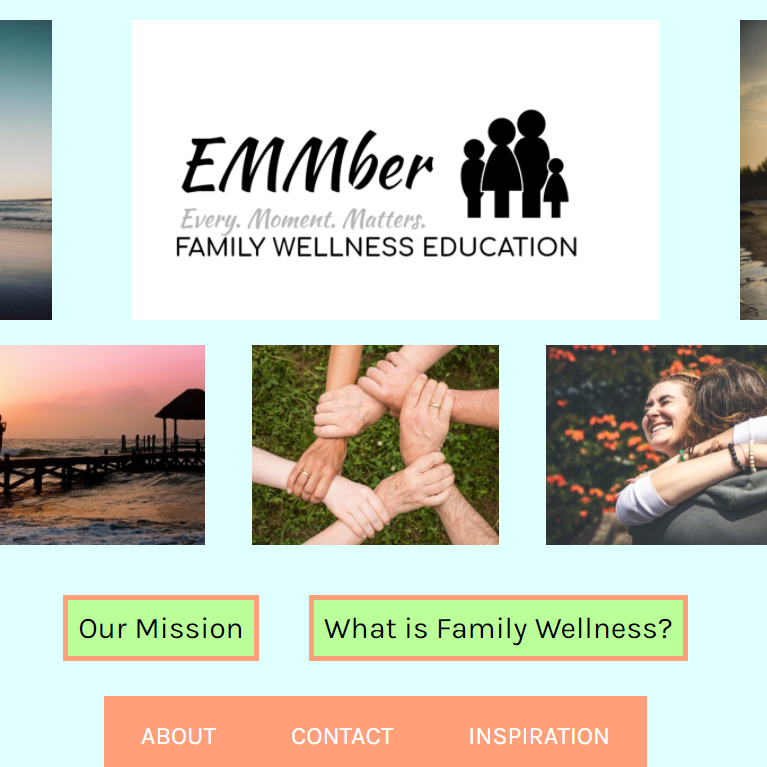 EMMber
Every. Moment. Matters.
FAMILY WELLNESS EDUCATION
Our Mission
What is Family Wellness?
ABOUT
CONTACT
INSPIRATION